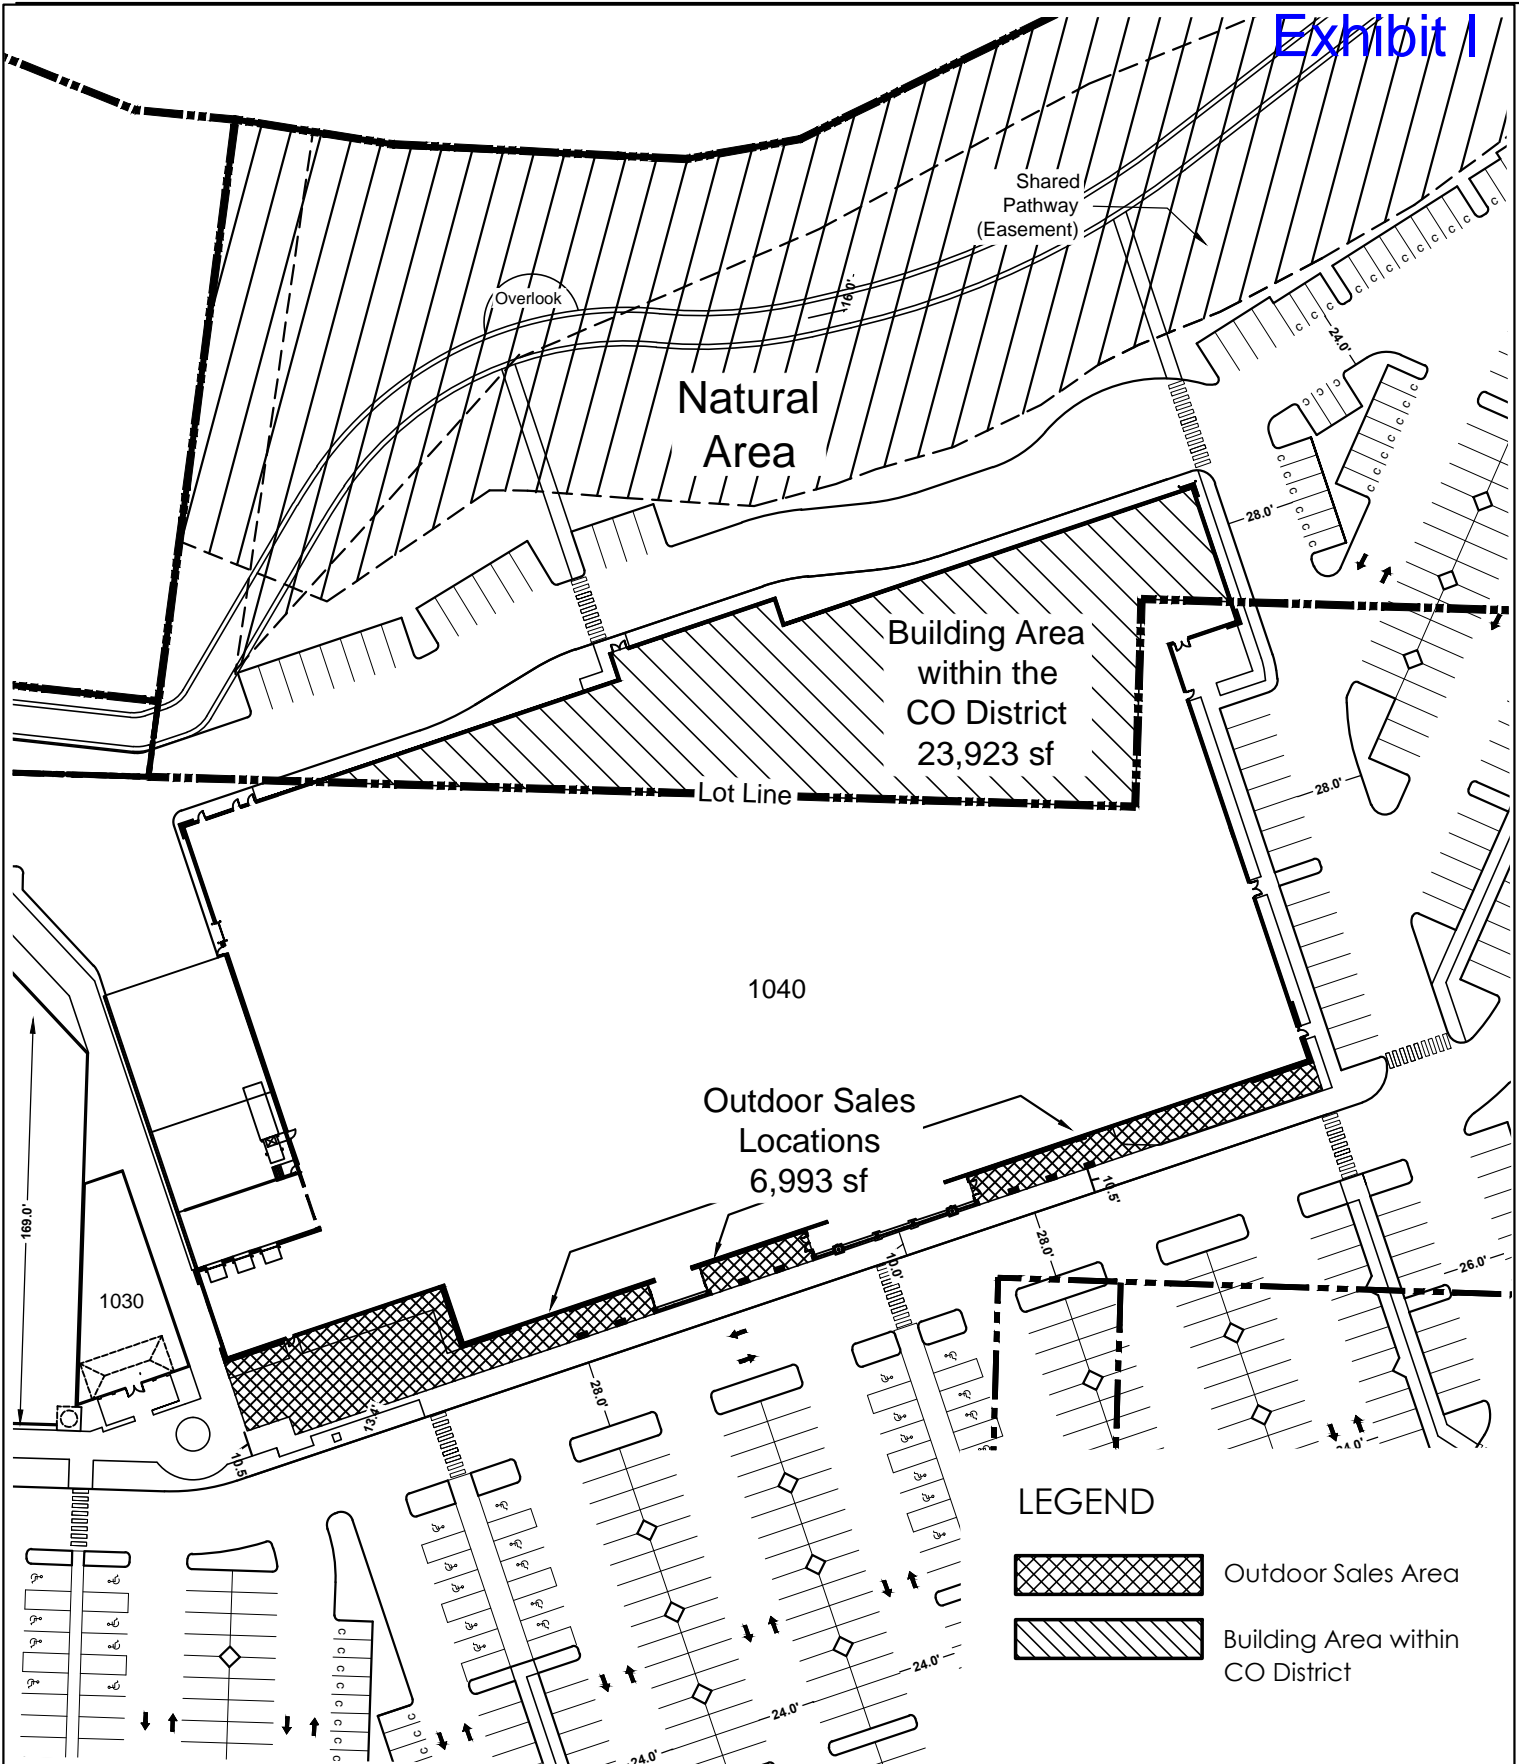 Exhibit I
Shared
Pathway
(Easement)
Overlook
16.0'
24.0'
Natural
Area
28.0'
Building Area
within the
CO District
23,923 sf
Lot Line
28.0'
1040
Outdoor Sales
Locations
6,993 sf
169.0'
10.5'
28.0'
10.0'
26.0'
1030
28.0'
13.4'
10.5
24.0'
LEGEND
Outdoor Sales Area
Building Area within
CO District
24.0'
24.0'
24.0'